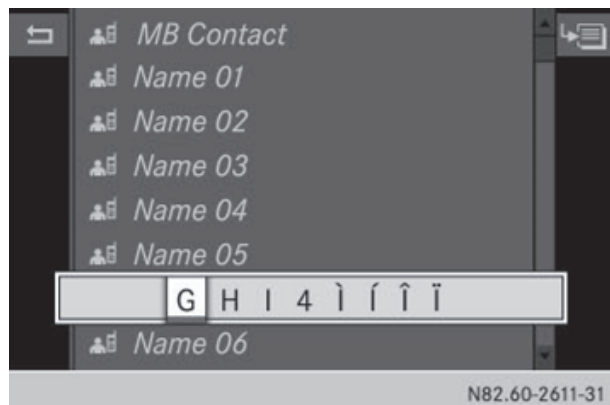 MB Contact
Name 01
Name 02
Name 03
Name 04
Name 05
G H I 4 Ì Í Î Ï
Name 06
N82.60-2611-31